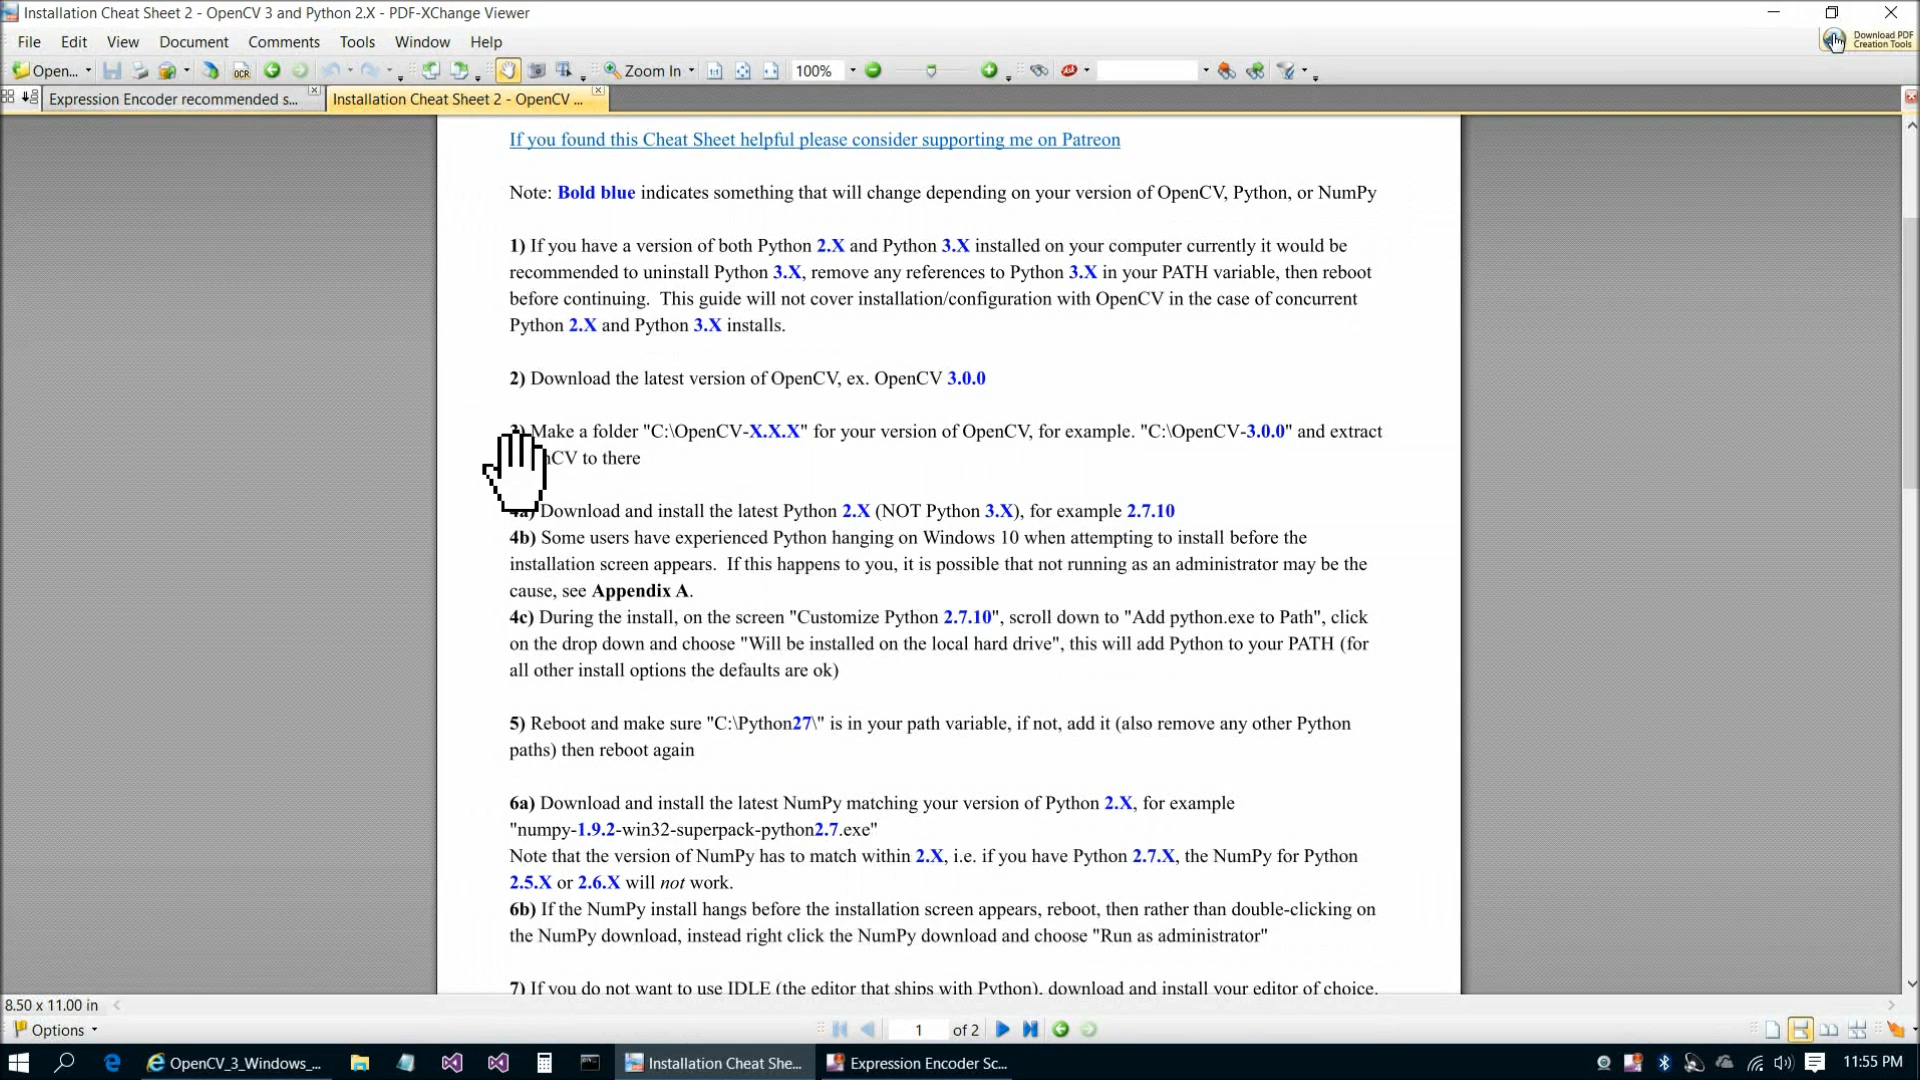 Installation Cheat Sheet 2 - OpenCV 3 and Python 2.X - PDF-XChange Viewer
File Edit View Document Comments Tools Window Help
Download PDF
Creation Tools
Open... OCR Zoom In 100%
Expression Encoder recommended s... Installation Cheat Sheet 2 - OpenCV ...
If you found this Cheat Sheet helpful please consider supporting me on Patreon
Note: Bold blue indicates something that will change depending on your version of OpenCV, Python, or NumPy
1) If you have a version of both Python 2.X and Python 3.X installed on your computer currently it would be
recommended to uninstall Python 3.X, remove any references to Python 3.X in your PATH variable, then reboot
before continuing. This guide will not cover installation/configuration with OpenCV in the case of concurrent
Python 2.X and Python 3.X installs.
2) Download the latest version of OpenCV, ex. OpenCV 3.0.0
Make a folder "C:\OpenCV-X.X.X" for your version of OpenCV, for example. "C:\OpenCV-3.0.0" and extract
nCV to there
4a) Download and install the latest Python 2.X (NOT Python 3.X), for example 2.7.10
4b) Some users have experienced Python hanging on Windows 10 when attempting to install before the
installation screen appears. If this happens to you, it is possible that not running as an administrator may be the
cause, see Appendix A.
4c) During the install, on the screen "Customize Python 2.7.10", scroll down to "Add python.exe to Path", click
on the drop down and choose "Will be installed on the local hard drive", this will add Python to your PATH (for
all other install options the defaults are ok)
5) Reboot and make sure "C:\Python27\" is in your path variable, if not, add it (also remove any other Python
paths) then reboot again
6a) Download and install the latest NumPy matching your version of Python 2.X, for example
"numpy-1.9.2-win32-superpack-python2.7.exe"
Note that the version of NumPy has to match within 2.X, i.e. if you have Python 2.7.X, the NumPy for Python
2.5.X or 2.6.X will not work.
6b) If the NumPy install hangs before the installation screen appears, reboot, then rather than double-clicking on
the NumPy download, instead right click the NumPy download and choose "Run as administrator"
7) If you do not want to use IDLE (the editor that ships with Python), download and install your editor of choice.
8.50 x 11.00 in
Options 1 of 2
OpenCV_3_Windows_... Installation Cheat She... Expression Encoder Sc... 11:55 PM